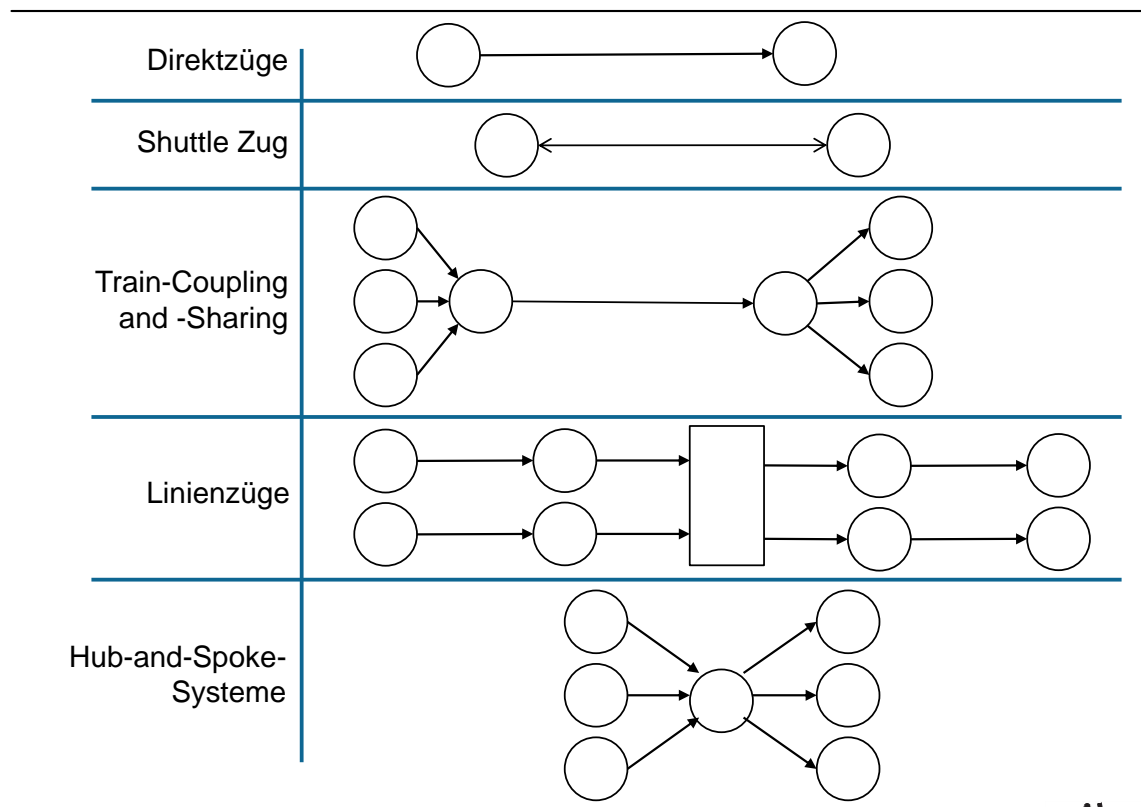 Direktzüge
Shuttle Zug
Train-Coupling
and -Sharing
Linienzüge
Hub-and-Spoke-
Systeme